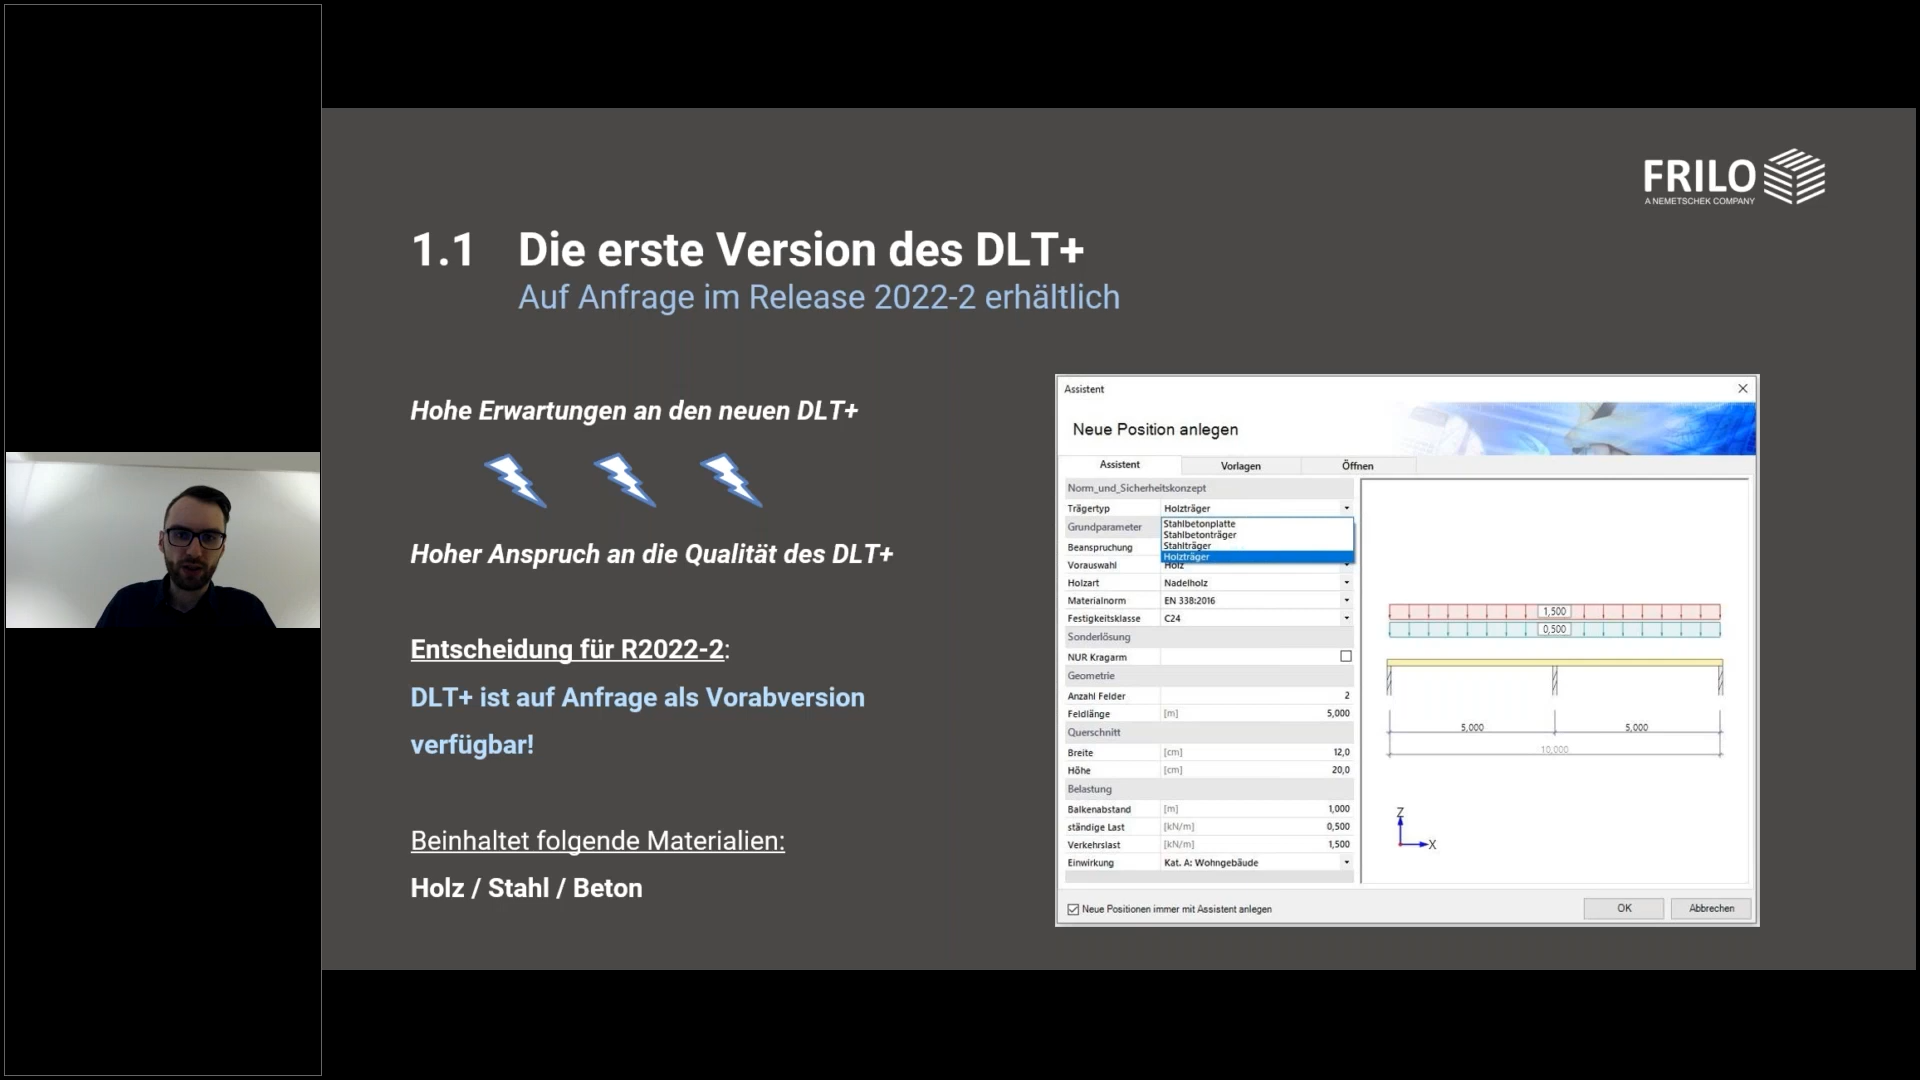 FRILO
A NEMETSCHEK COMPANY
1.1 Die erste Version des DLT+
Auf Anfrage im Release 2022-2 erhältlich
Hohe Erwartungen an den neuen DLT+
Hoher Anspruch an die Qualität des DLT+
Entscheidung für R2022-2:
DLT+ ist auf Anfrage als Vorabversion
verfügbar!
Beinhaltet folgende Materialien:
Holz / Stahl / Beton
Assistent
Neue Position anlegen
Assistent Vorlagen Öffnen
Norm_und_Sicherheitskonzept
Trägertyp Holzträger
Stahlbetonplatte
Stahlbetonträger
Stahlträger
Holzträger
Grundparameter
Beanspruchung
Vorauswahl Holz
Holzart Nadelholz
Materialnorm EN 338:2016
Festigkeitsklasse C24
Sonderlösung
NUR Kragarm
Geometrie
Anzahl Felder 2
Feldlänge [m] 5,000
Querschnitt
Breite [cm] 12,0
Höhe [cm] 20,0
Belastung
Balkenabstand [m] 1,000
ständige Last [kN/m] 0,500
Verkehrslast [kN/m] 1,500
Einwirkung Kat. A: Wohngebäude
1,500
0,500
5,000 5,000
10,000
Z
X
Neue Positionen immer mit Assistent anlegen
OK Abbrechen